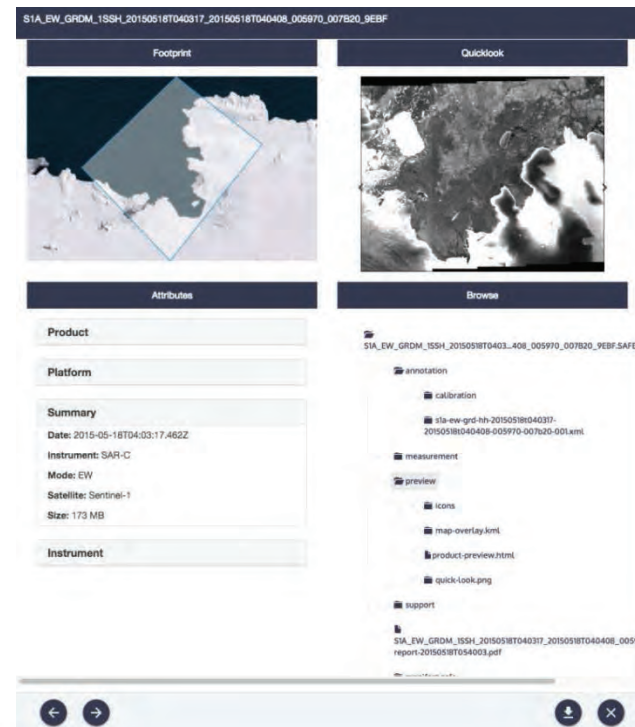 S1A_EW_GRDM_1SSH_20150518T040317_20150518T040408_005970_007B20_9EBF
Footprint
Quicklook
Attributes
Product
Platform
Summary
Date: 2015-05-18T04:03:17.462Z
Instrument: SAR-C
Mode: EW
Satellite: Sentinel-1
Size: 173 MB
Instrument
Browse
S1A_EW_GRDM_1SSH_20150518T0403...408_005970_007B20_9EBF.SAFE
annotation
calibration
s1a-ew-grd-hh-20150518t040317-
20150518t040408-005970-007b20-001.xml
measurement
preview
icons
map-overlay.kml
product-preview.html
quick-look.png
support
S1A_EW_GRDM_1SSH_20150518T040317_20150518T040408_005
report-20150518T054003.pdf